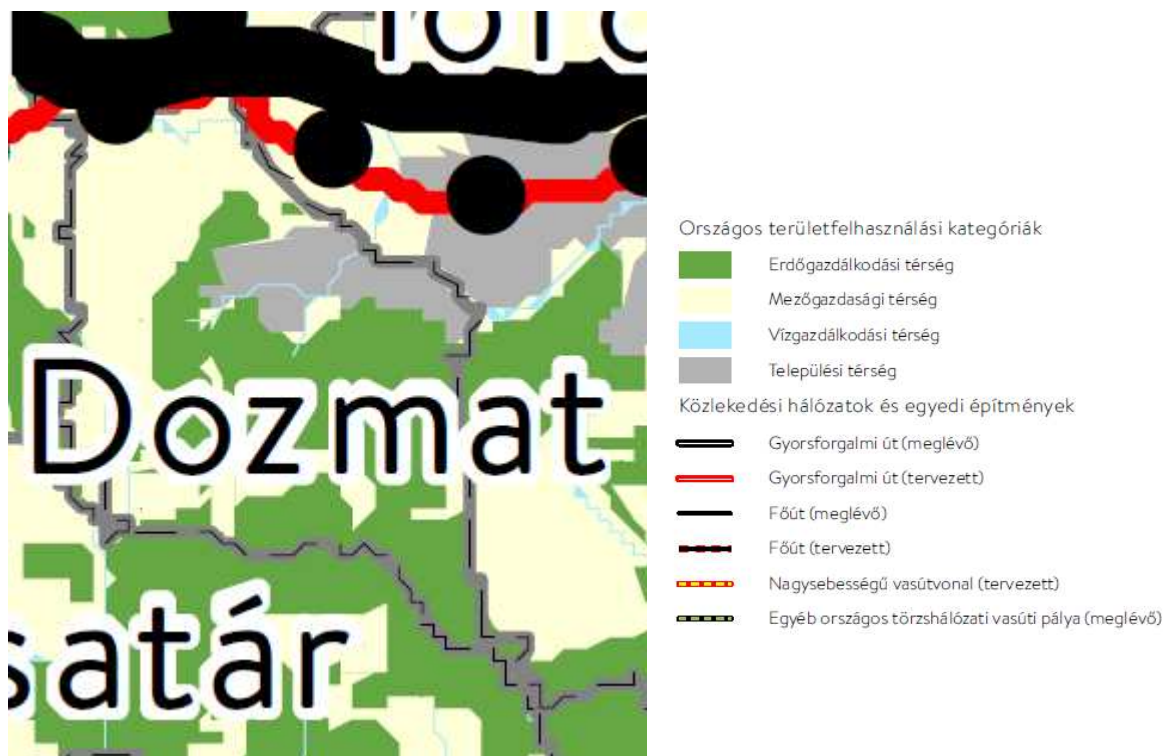 Dozmat
satár
Országos területfelhasználási kategóriák
Erdőgazdálkodási térség
Mezőgazdasági térség
Vízgazdálkodási térség
Települési térség
Közlekedési hálózatok és egyedi építmények
Gyorsforgalmi út (meglévő)
Gyorsforgalmi út (tervezett)
Főút (meglévő)
Főút (tervezett)
Nagysebességű vasútvonal (tervezett)
Egyéb országos törzshálózati vasúti pálya (meglévő)